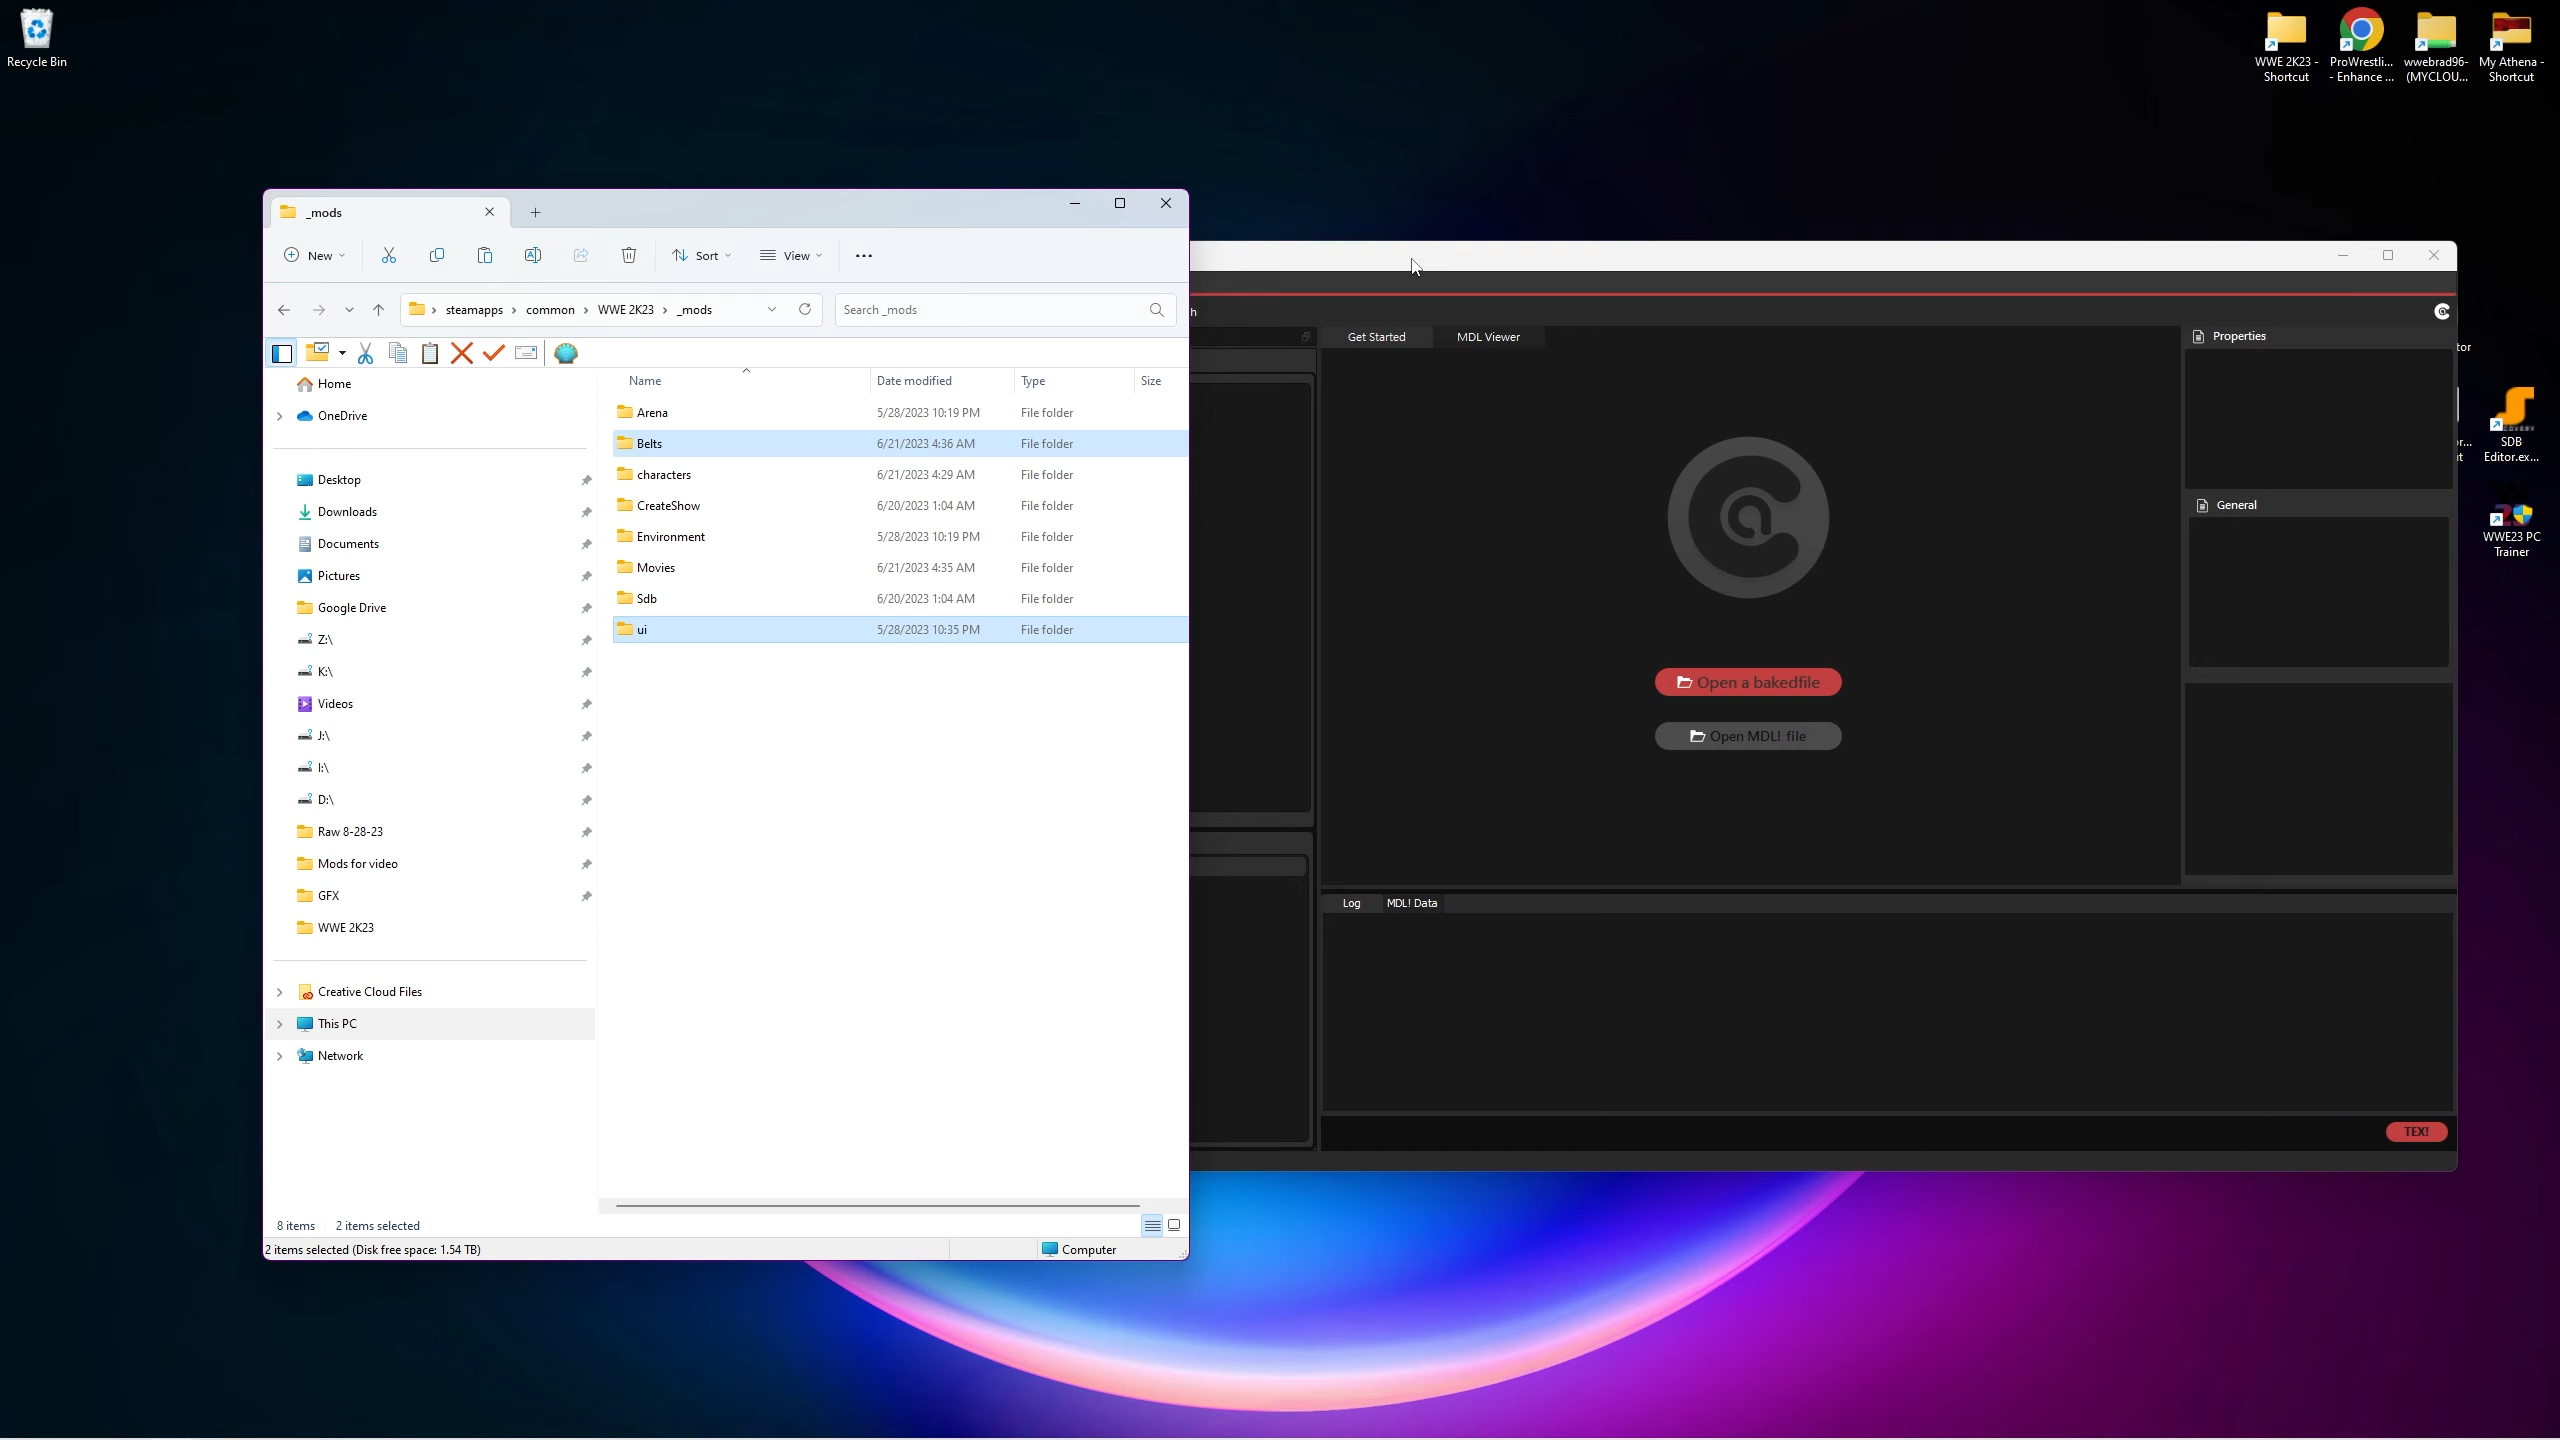 Recycle Bin
WWE 2K23 -
Shortcut
ProWrestli...
- Enhance ...
wwebrad96-
(MYCLOU...
My Athena -
Shortcut
_mods
New
Sort
View
steamapps
common
WWE 2K23
_mods
Search _mods
Home
OneDrive
Desktop
Downloads
Documents
Pictures
Google Drive
Z:\
K:\
Videos
J:\
I:\
D:\
Raw 8-28-23
Mods for video
GFX
WWE 2K23
Creative Cloud Files
This PC
Network
Name Date modified Type Size
Arena 5/28/2023 10:19 PM File folder
Belts 6/21/2023 4:36 AM File folder
characters 6/21/2023 4:29 AM File folder
CreateShow 6/20/2023 1:04 AM File folder
Environment 5/28/2023 10:19 PM File folder
Movies 6/21/2023 4:35 AM File folder
Sdb 6/20/2023 1:04 AM File folder
ui 5/28/2023 10:35 PM File folder
8 items 2 items selected
2 items selected (Disk free space: 1.54 TB)
Computer
h
Get Started
MDL Viewer
Properties
General
Open a bakedfile
Open MDL! file
Log
MDL! Data
TEX!
tor
r...
t
SDB
Editor.ex...
WWE23 PC
Trainer